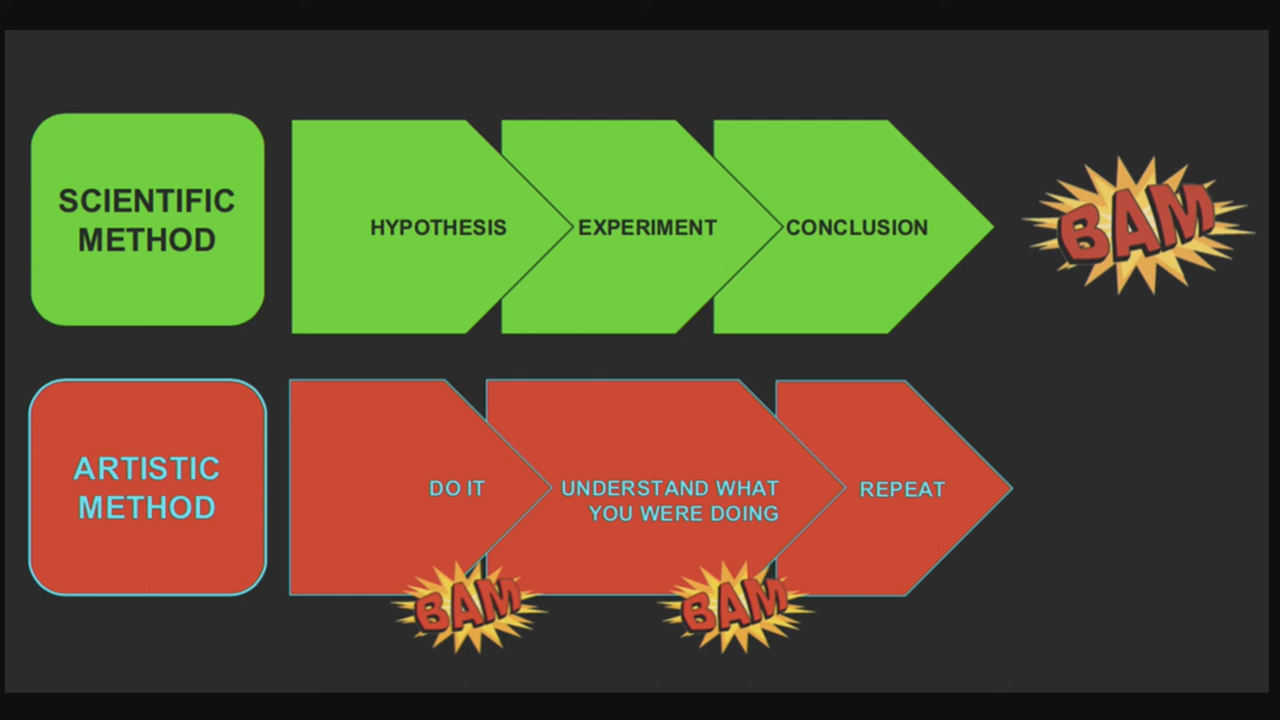 SCIENTIFIC
METHOD
HYPOTHESIS
EXPERIMENT
CONCLUSION
BAM
ARTISTIC
METHOD
DO IT
UNDERSTAND WHAT
YOU WERE DOING
REPEAT
BAM
BAM